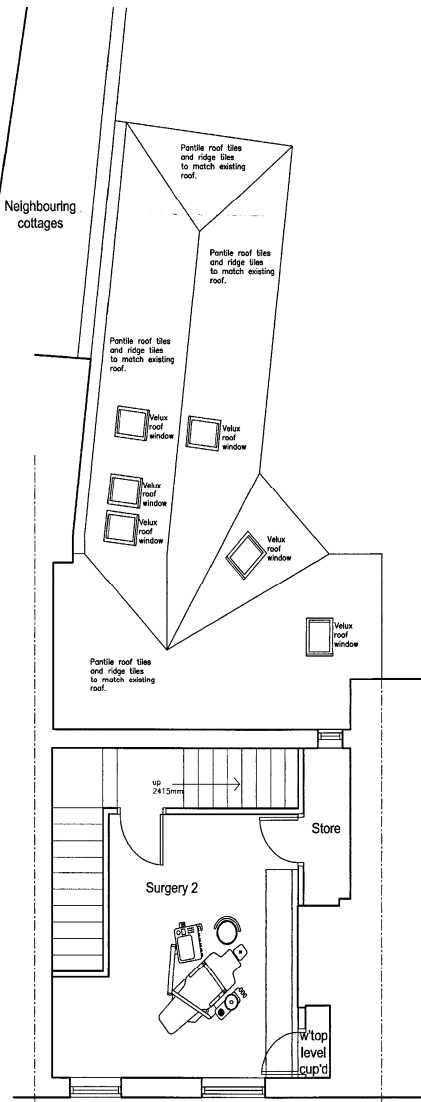 Pantile roof tiles
and ridge tiles
to match existing
roof.
Neighbouring
cottages
Pantile roof tiles
and ridge tiles
to match existing
roof.
Pantile roof tiles
and ridge tiles
to match existing
roof.
Velux
roof
window
Velux
roof
window
Velux
roof
window
Velux
roof
window
Velux
roof
window
Velux
roof
window
Pantile roof tiles
and ridge tiles
to match existing
roof.
up
2415mm
Store
Surgery 2
w'top
level
cup'd